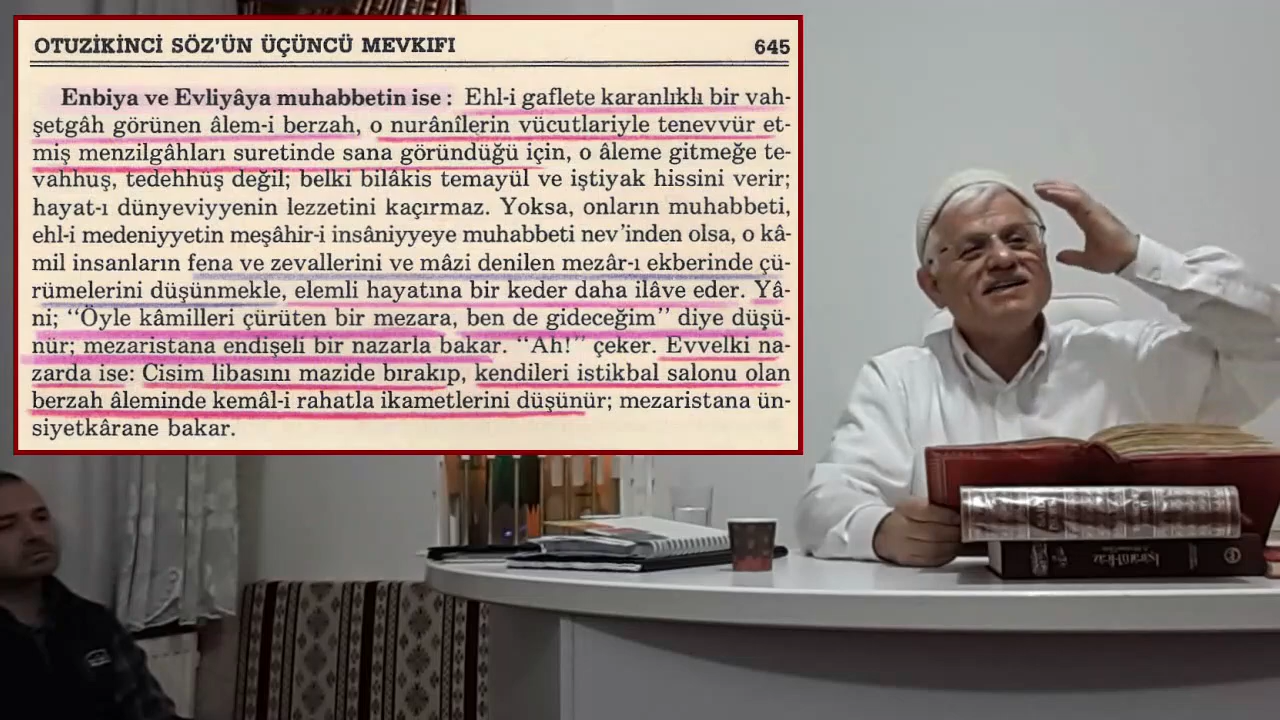 OTUZİKİNCİ SÖZ'ÜN ÜÇÜNCÜ MEVKIFI 645
Enbiya ve Evliyâya muhabbetin ise : Ehl-i gaflete karanlıklı bir vah-
şetgâh görünen âlem-i berzah, o nurânîlerin vücutlariyle tenevvür et-
miş menzilgâhları suretinde sana göründüğü için, o âleme gitmeğe te-
vahhuş, tedehhüş değil; belki bilâkis temayül ve iştiyak hissini verir;
hayat-ı dünyeviyyenin lezzetini kaçırmaz. Yoksa, onların muhabbeti,
ehl-i medeniyyetin meşâhir-i insâniyyeye muhabbeti nev'inden olsa, o kâ-
mil insanların fena ve zevallerini ve mâzi denilen mezâr-ı ekberinde çü-
rümelerini düşünmekle, elemli hayatına bir keder daha ilâve eder. Yâ-
ni; "Öyle kâmilleri çürüten bir mezara, ben de gideceğim" diye düşü-
nür; mezaristana endişeli bir nazarla bakar. "Ah!" çeker. Evvelki na-
zarda ise: Cisim libasını mazide bırakıp, kendileri istikbal salonu olan
berzah âleminde kemâl-i rahatla ikametlerini düşünür; mezaristana ün-
siyetkârane bakar.